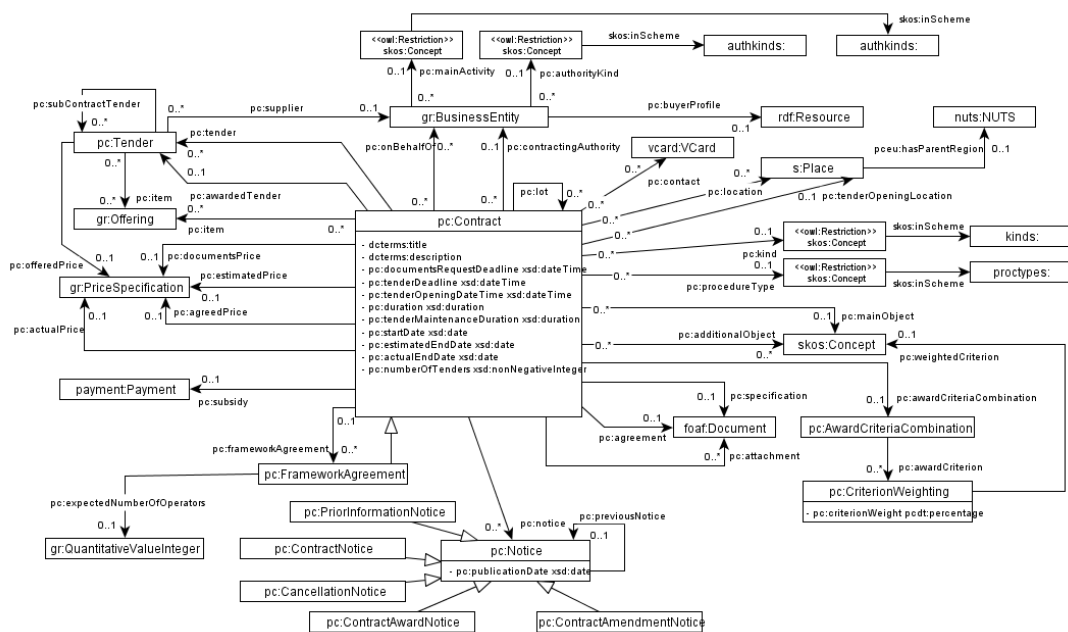 skos:inScheme
<<owl:Restriction>>
skos:Concept
<<owl:Restriction>>
skos:Concept
skos:inScheme
authkinds:
authkinds:
0..1
pc:mainActivity
0..1
pc:authorityKind
pc:subContractTender
0..*
0..*
pc:supplier
0..1
0..*
0..*
gr:BusinessEntity
pc:buyerProfile
0..1
rdf:Resource
nuts:NUTS
pc:Tender
pc:tender
0..*
0..*
0..1
pc:onBehalfOf
0..*
0..1
pc:contractingAuthority
vcard:VCard
0..*
pceu:hasParentRegion
0..1
s:Place
pc:lot
0..*
pc:contact
pc:location
0..*
0..1
pc:tenderOpeningLocation
0..*
pc:item
pc:awardedTender
0..*
gr:Offering
pc:item
0..*
pc:Contract
0..*
0..*
- dcterms:title
- dcterms:description
- pc:documentsRequestDeadline xsd:dateTime
- pc:tenderDeadline xsd:dateTime
- pc:tenderOpeningDateTime xsd:dateTime
- pc:duration xsd:duration
- pc:tenderMaintenanceDuration xsd:duration
- pc:startDate xsd:date
- pc:estimatedEndDate xsd:date
- pc:actualEndDate xsd:date
- pc:numberOfTenders xsd:nonNegativeInteger
0..*
0..1
pc:kind
<<owl:Restriction>>
skos:Concept
skos:inScheme
kinds:
0..*
0..1
pc:procedureType
<<owl:Restriction>>
skos:Concept
skos:inScheme
proctypes:
pc:offeredPrice
0..1
0..1
pc:documentsPrice
pc:estimatedPrice
0..1
gr:PriceSpecification
pc:actualPrice
0..1
0..1
pc:agreedPrice
0..*
0..1
pc:mainObject
0..*
pc:additionalObject
0..*
skos:Concept
0..1
pc:weightedCriterion
0..*
payment:Payment
0..1
pc:subsidy
0..1
pc:specification
0..1
pc:agreement
foaf:Document
0..*
pc:attachment
0..1
pc:awardCriteriaCombination
pc:AwardCriteriaCombination
0..*
pc:awardCriterion
pc:CriterionWeighting
- pc:criterionWeight pcdt:percentage
0..1
pc:frameworkAgreement
0..*
pc:FrameworkAgreement
pc:expectedNumberOfOperators
0..1
gr:QuantitativeValueInteger
pc:PriorInformationNotice
0..*
pc:notice
pc:previousNotice
0..1
pc:ContractNotice
pc:Notice
- pc:publicationDate xsd:date
pc:CancellationNotice
pc:ContractAwardNotice
pc:ContractAmendmentNotice